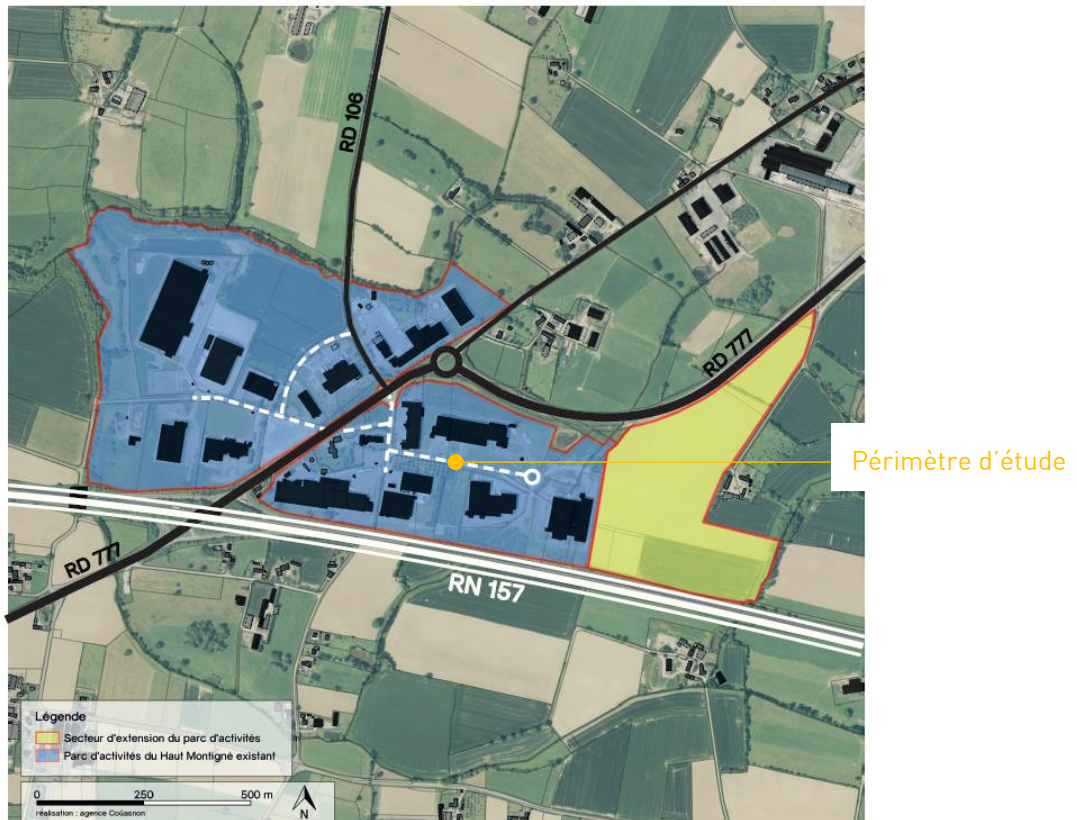 RD 106
RD 777
Périmètre d'étude
RD 777
RN 157
Légende
Secteur d'extension du parc d'activités
Parc d'activités du Haut Montigné existant
0 250 500 m
réalisation : agence Coüasnon
N